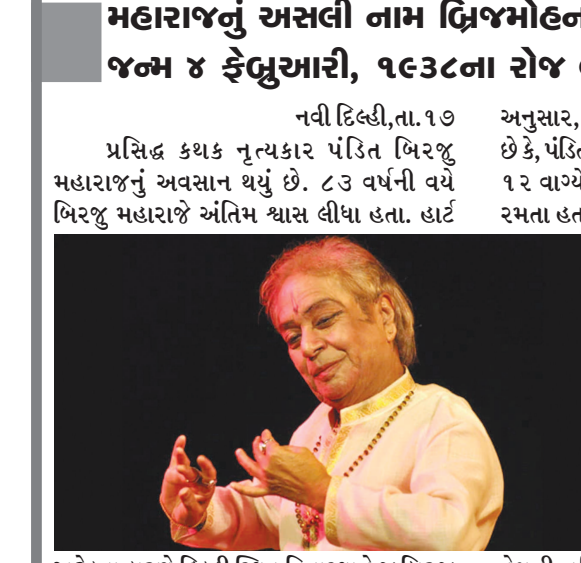 મહારાજનું અસલી નામ બ્રિજમોહન
જન્મ ૪ ફેબ્રુઆરી, ૧૯૩૮ના રોજ
નવી દિલ્હી,તા.૧૭
પ્રસિદ્ધ કથક નૃત્યકાર પંડિત બિરજુ
મહારાજનું અવસાન થયું છે. ૮૩ વર્ષની વયે
બિરજુ મહારાજે અંતિમ શ્વાસ લીધા હતા. હાર્ટ
અનુસાર,
છે કે, પંડિત
૧૨ વાગ્યે
રમતા હતા